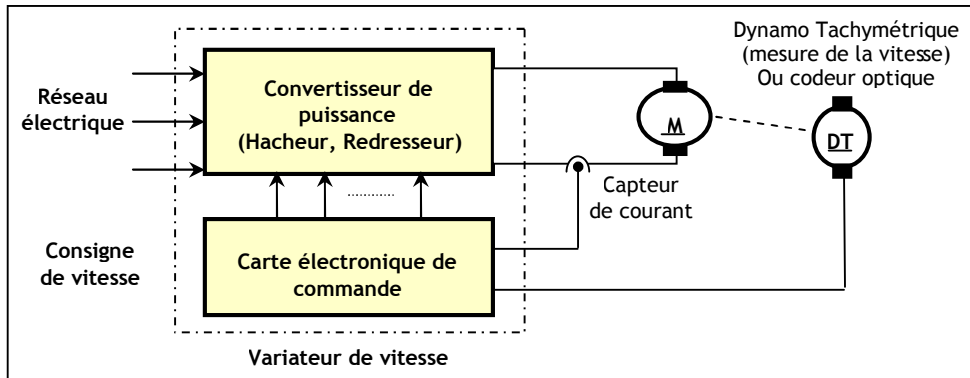 Dynamo Tachymétrique
(mesure de la vitesse)
Ou codeur optique
Réseau
électrique
Convertisseur de
puissance
(Hacheur, Redresseur)
M
DT
Capteur
de courant
Consigne
de vitesse
Carte électronique de
commande
Variateur de vitesse